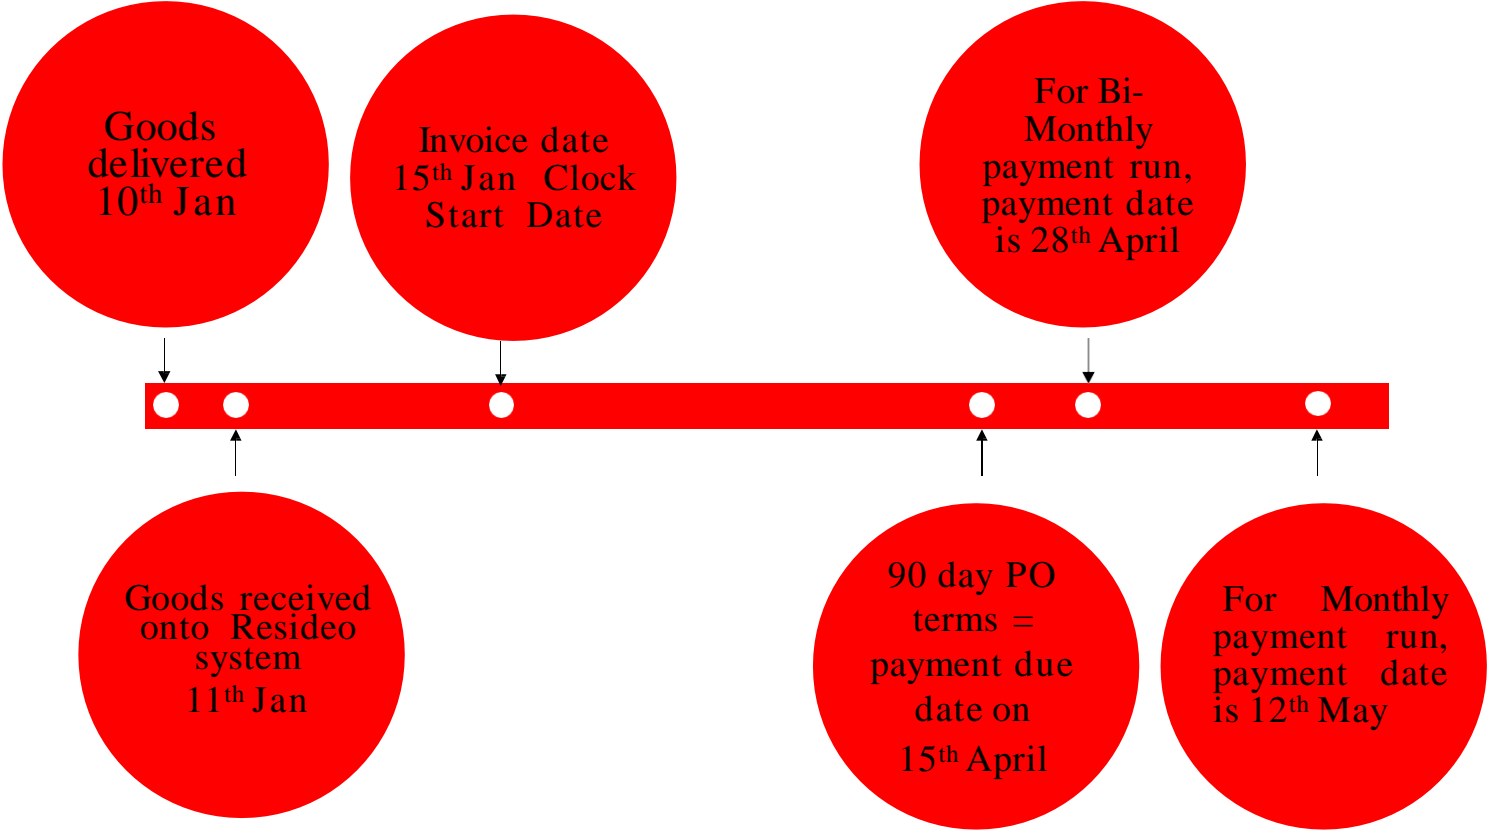 Goods
delivered
10th Jan
Invoice date
15th Jan Clock
Start Date
For Bi-
Monthly
payment run,
payment date
is 28th April
Goods received
onto Resideo
system
11th Jan
90 day PO
terms =
payment due
date on
15th April
For Monthly
payment run,
payment date
is 12th May